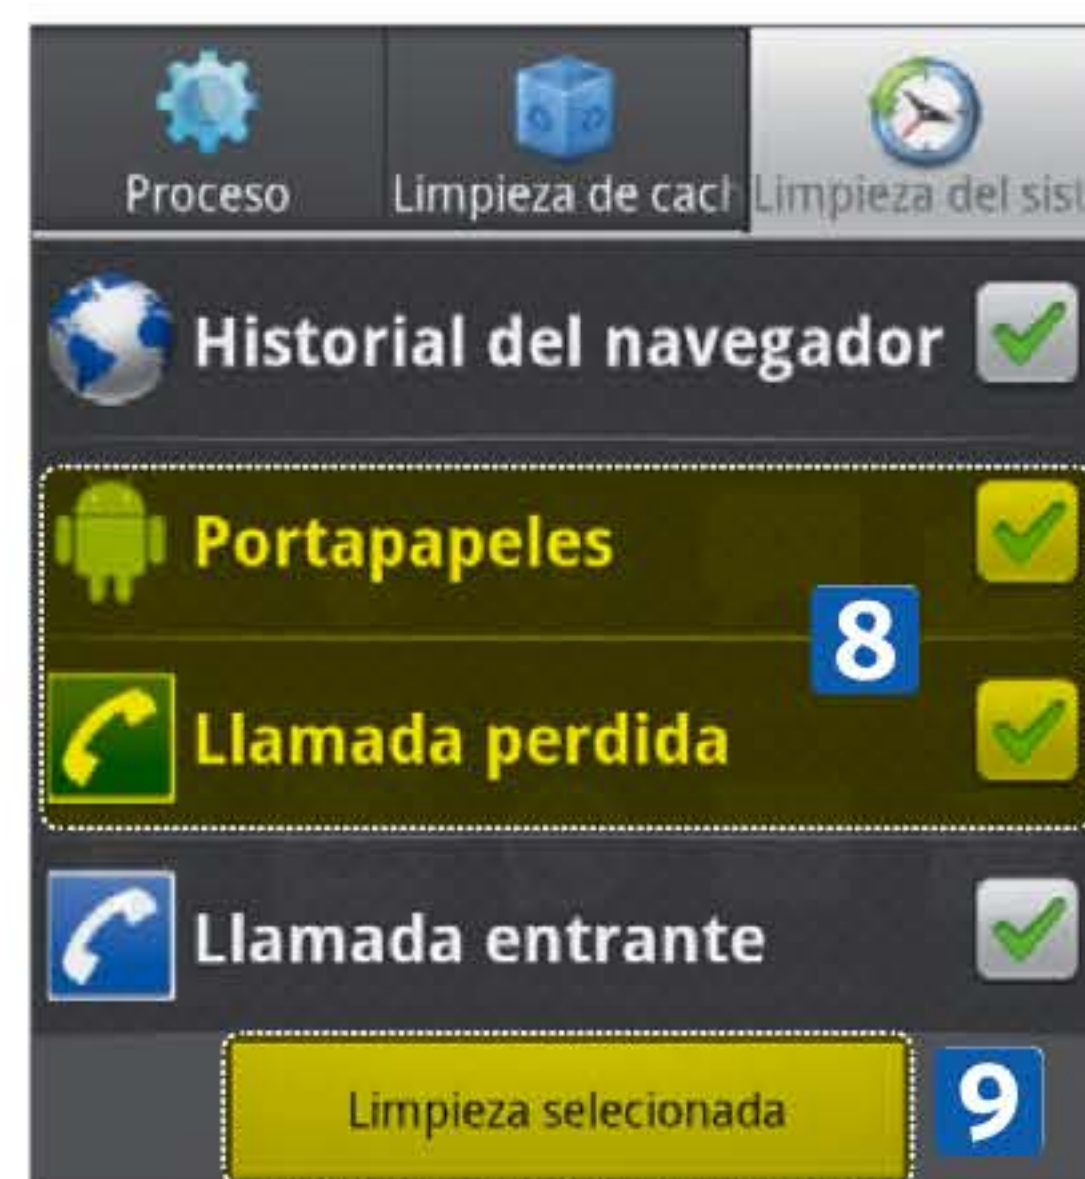 Proceso
Limpieza de cach
Limpieza del sist
Historial del navegador
Portapapeles
8
Llamada perdida
Llamada entrante
Limpieza selecionada
9